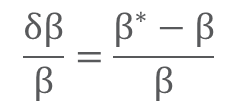 δβ/β = (β* − β)/β